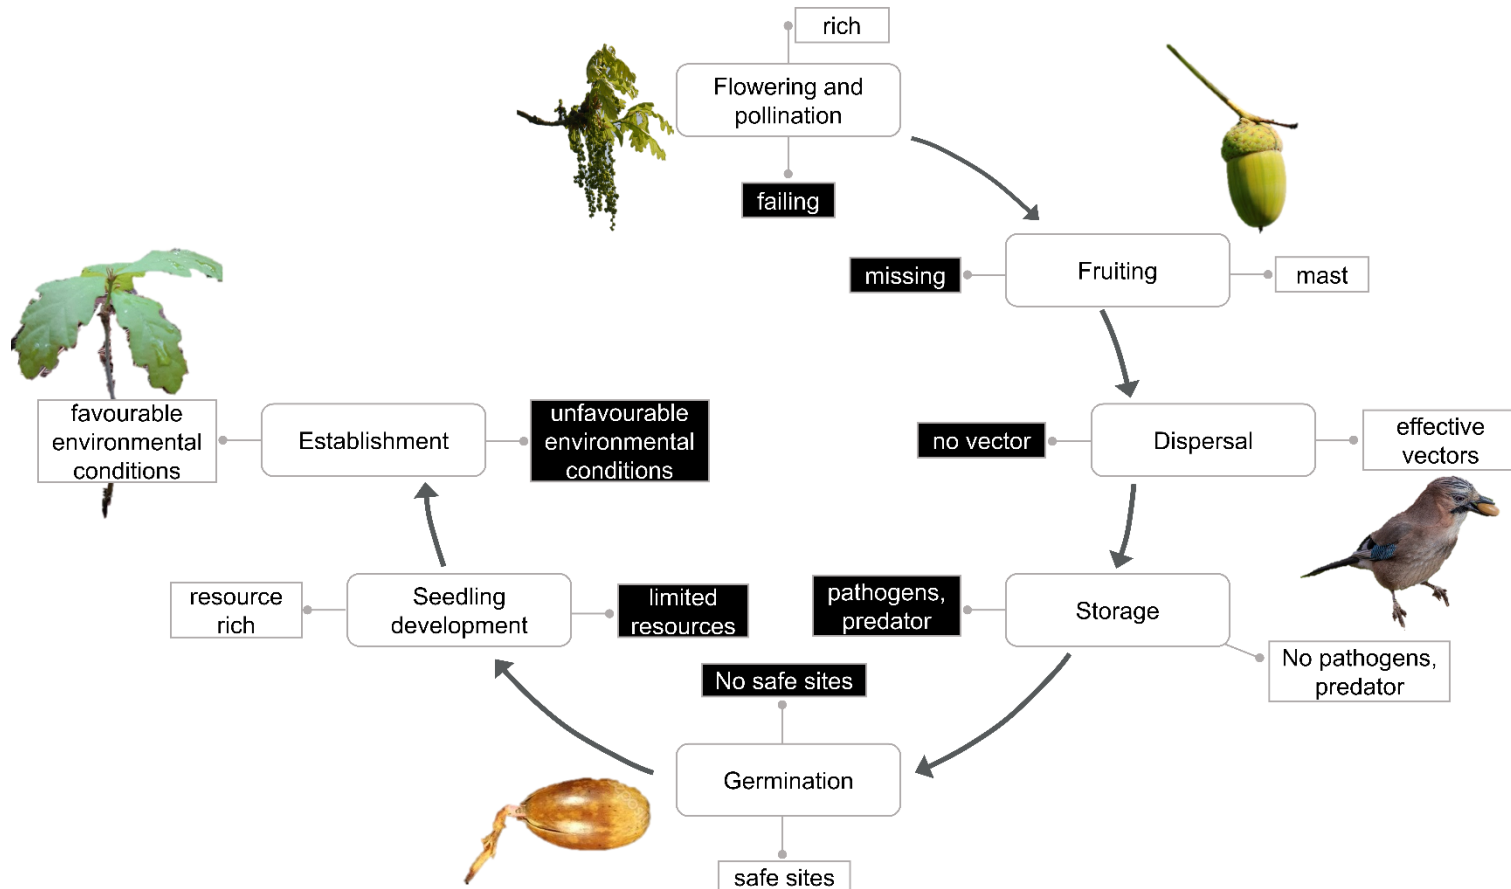 rich
Flowering and
pollination
failing
missing
Fruiting
mast
no vector
Dispersal
effective
vectors
pathogens,
predator
Storage
No pathogens,
predator
No safe sites
Germination
safe sites
resource
rich
Seedling
development
limited
resources
favourable
environmental
conditions
Establishment
unfavourable
environmental
conditions